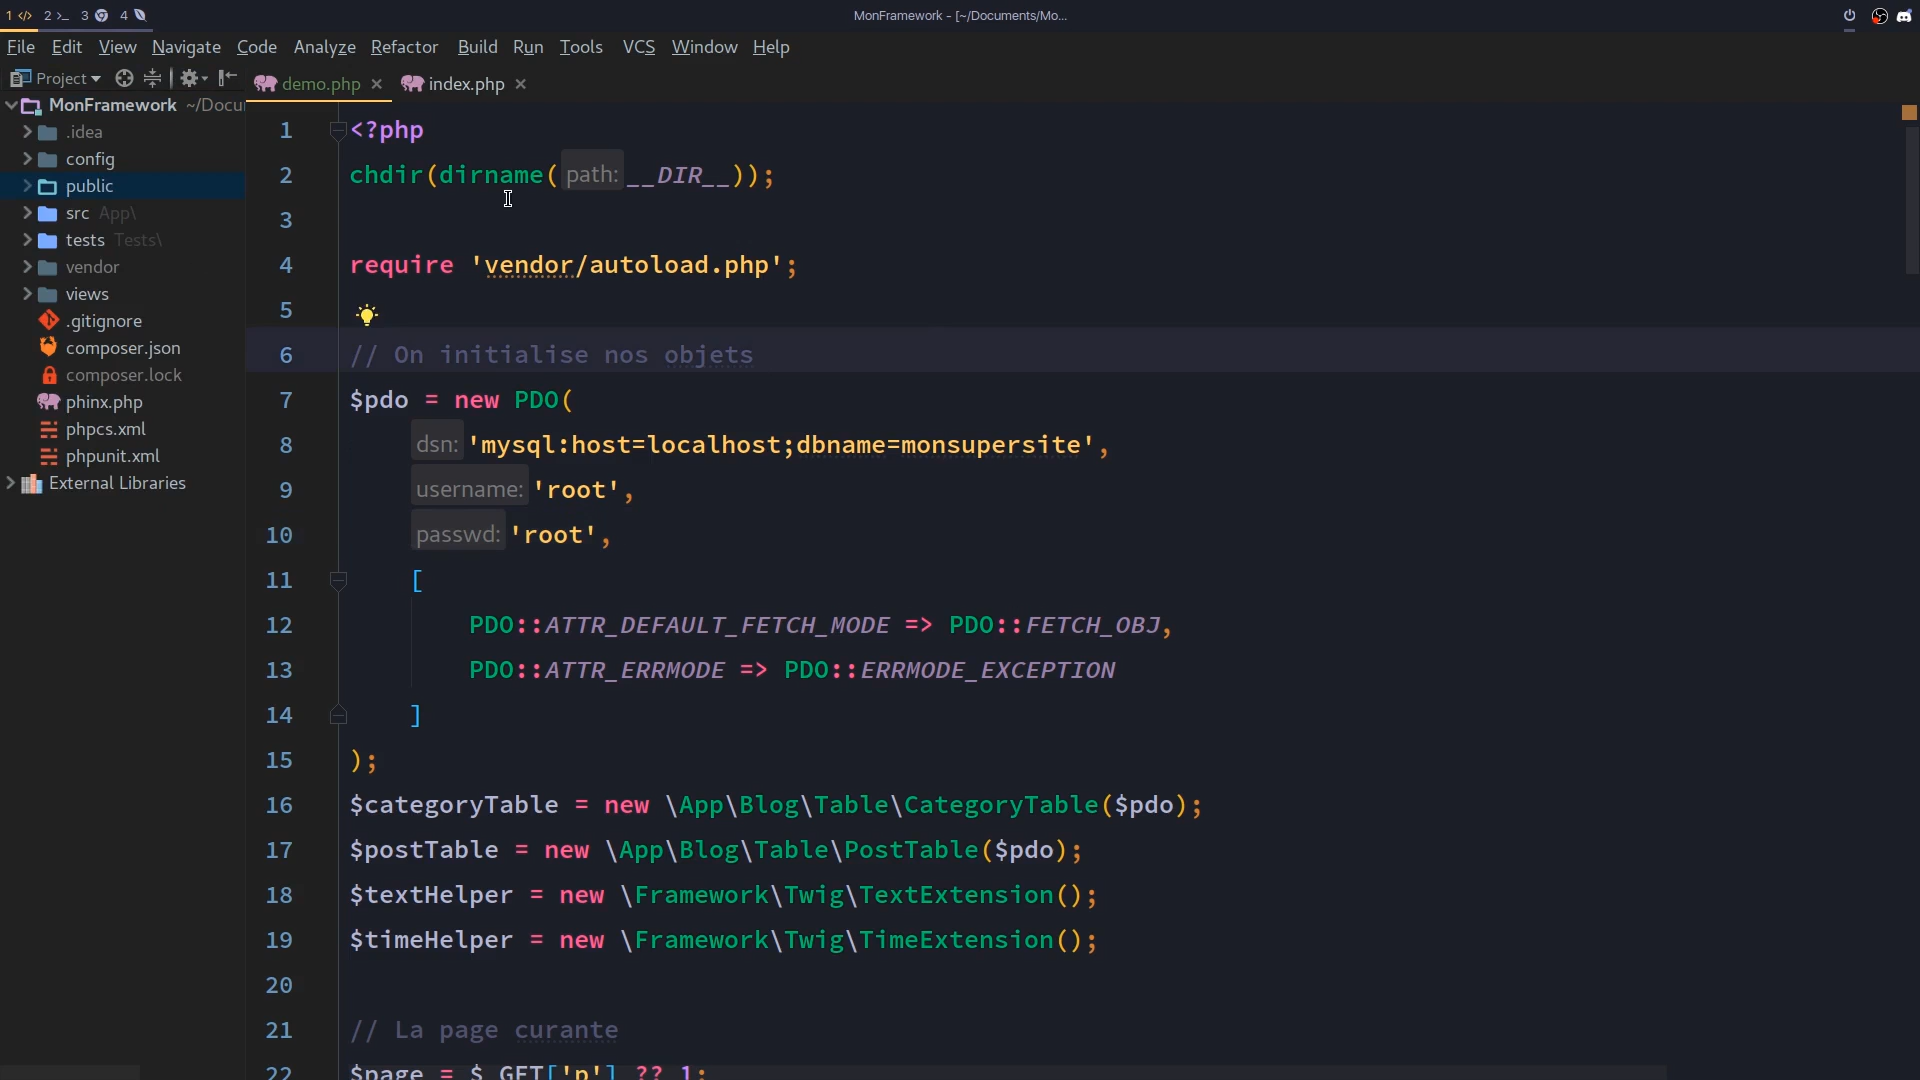 1 </> 2 >_ 3 4 MonFramework - [~/Documents/Mo...
File Edit View Navigate Code Analyze Refactor Build Run Tools VCS Window Help
Project demo.php index.php
MonFramework ~/Docu
.idea
config
public
src App\
tests Tests\
vendor
views
.gitignore
composer.json
composer.lock
phinx.php
phpcs.xml
phpunit.xml
External Libraries
1 <?php
2 chdir(dirname( path: __DIR__));
3
4 require 'vendor/autoload.php';
5
6 // On initialise nos objets
7 $pdo = new PDO(
8 dsn: 'mysql:host=localhost;dbname=monsupersite',
9 username: 'root',
10 passwd: 'root',
11 [
12 PDO::ATTR_DEFAULT_FETCH_MODE => PDO::FETCH_OBJ,
13 PDO::ATTR_ERRMODE => PDO::ERRMODE_EXCEPTION
14 ]
15 );
16 $categoryTable = new \App\Blog\Table\CategoryTable($pdo);
17 $postTable = new \App\Blog\Table\PostTable($pdo);
18 $textHelper = new \Framework\Twig\TextExtension();
19 $timeHelper = new \Framework\Twig\TimeExtension();
20
21 // La page curante
22 $page = $_GET['p'] ?? 1;